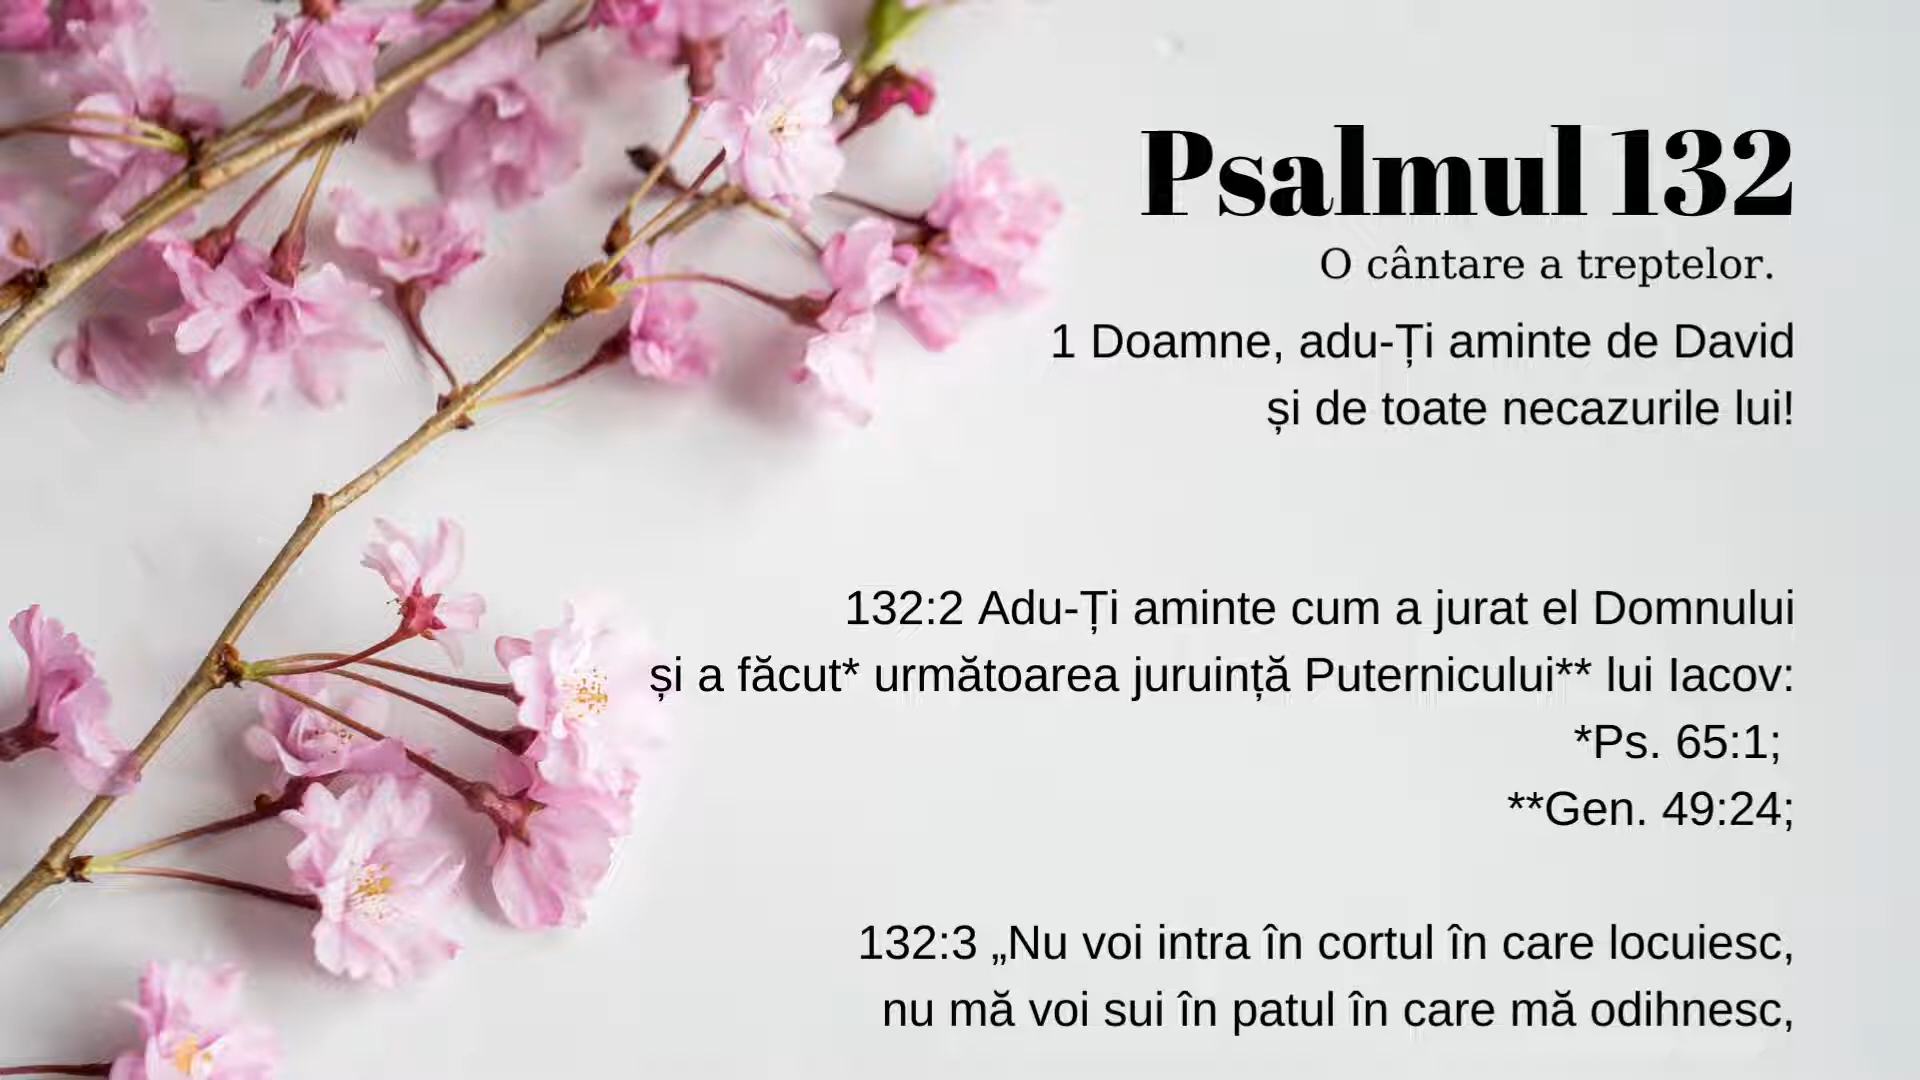 Psalmul 132
O cântare a treptelor.
1 Doamne, adu-Ți aminte de David
și de toate necazurile lui!
132:2 Adu-Ți aminte cum a jurat el Domnului
și a făcut* următoarea juruință Puternicului** lui Iacov:
*Ps. 65:1;
**Gen. 49:24;
132:3 „Nu voi intra în cortul în care locuiesc,
nu mă voi sui în patul în care mă odihnesc,